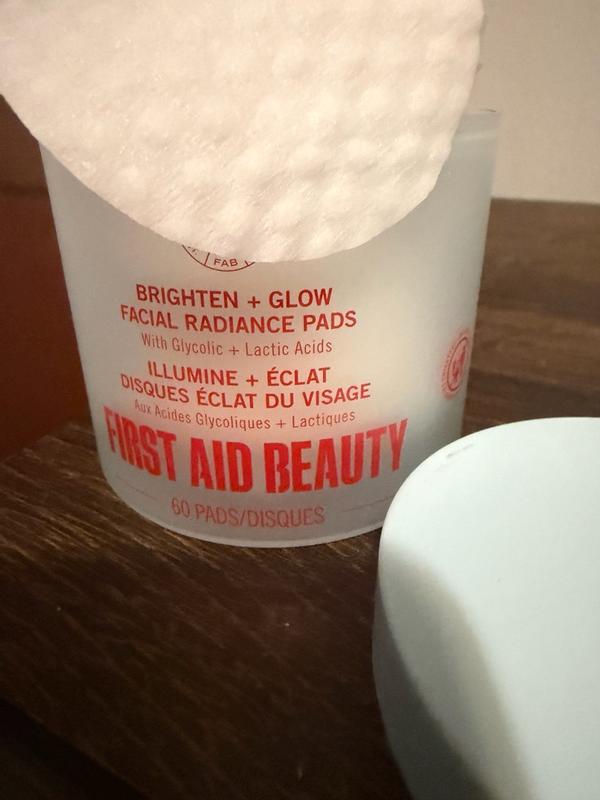 FAB
BRIGHTEN + GLOW
FACIAL RADIANCE PADS
With Glycolic + Lactic Acids
ILLUMINE + ÉCLAT
DISQUES ÉCLAT DU VISAGE
Aux Acides Glycoliques + Lactiques
FIRST AID BEAUTY
60 PADS/DISQUES